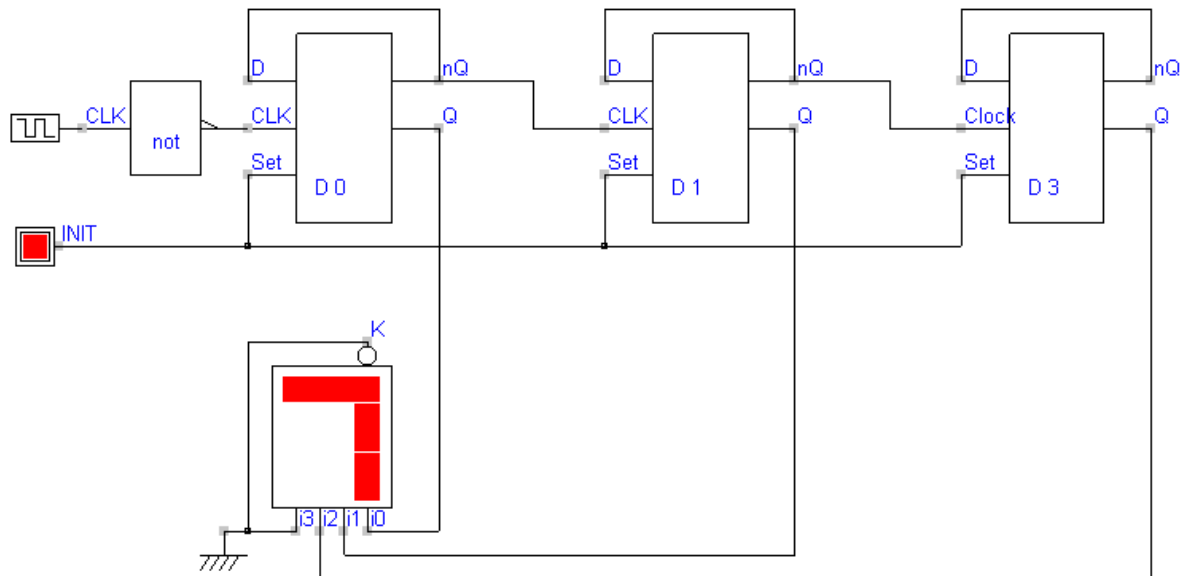 D nQ D nQ D nQ
CLK CLK Q CLK Q Clock Q
not
Set Set Set
D 0 D 1 D 3
INIT
K
7
i3 i2 i1 i0